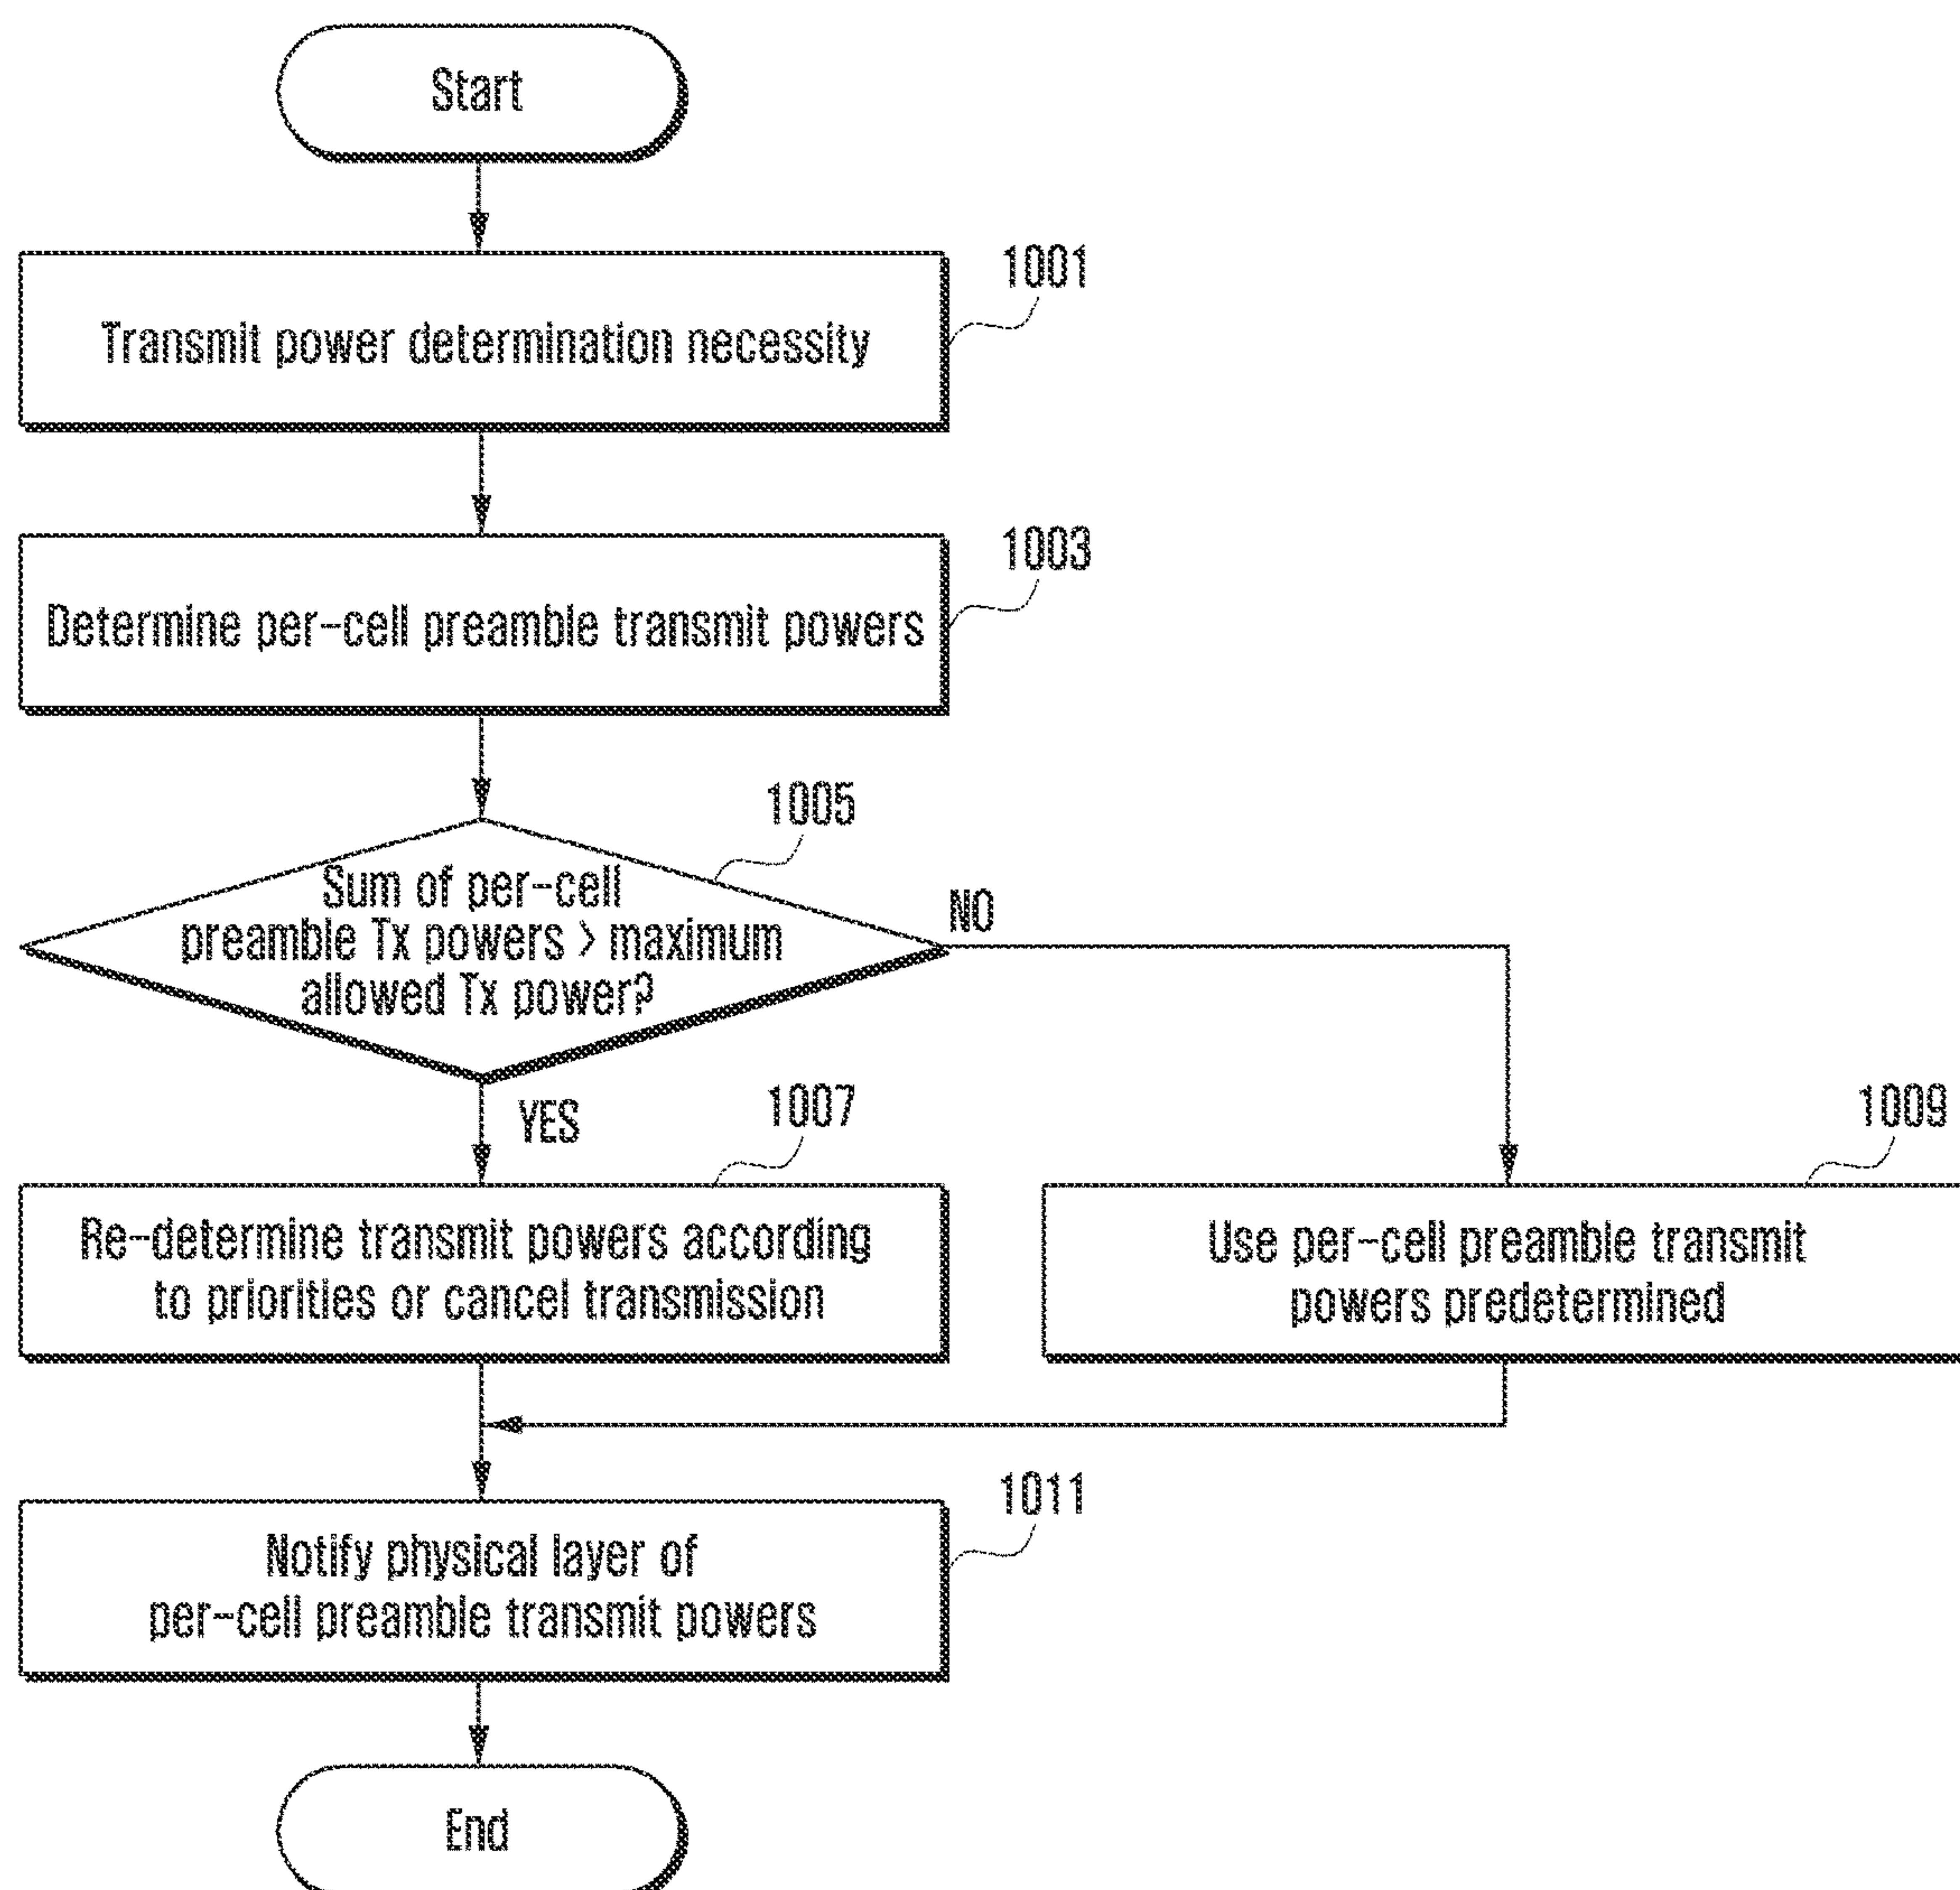 Start
1001
Transmit power determination necessity
1003
Determine per-cell preamble transmit powers
1005
Sum of per-cell
preamble Tx powers > maximum
allowed Tx power?
NO
YES
1007
1009
Re-determine transmit powers according
to priorities or cancel transmission
Use per-cell preamble transmit
powers predetermined
1011
Notify physical layer of
per-cell preamble transmit powers
End